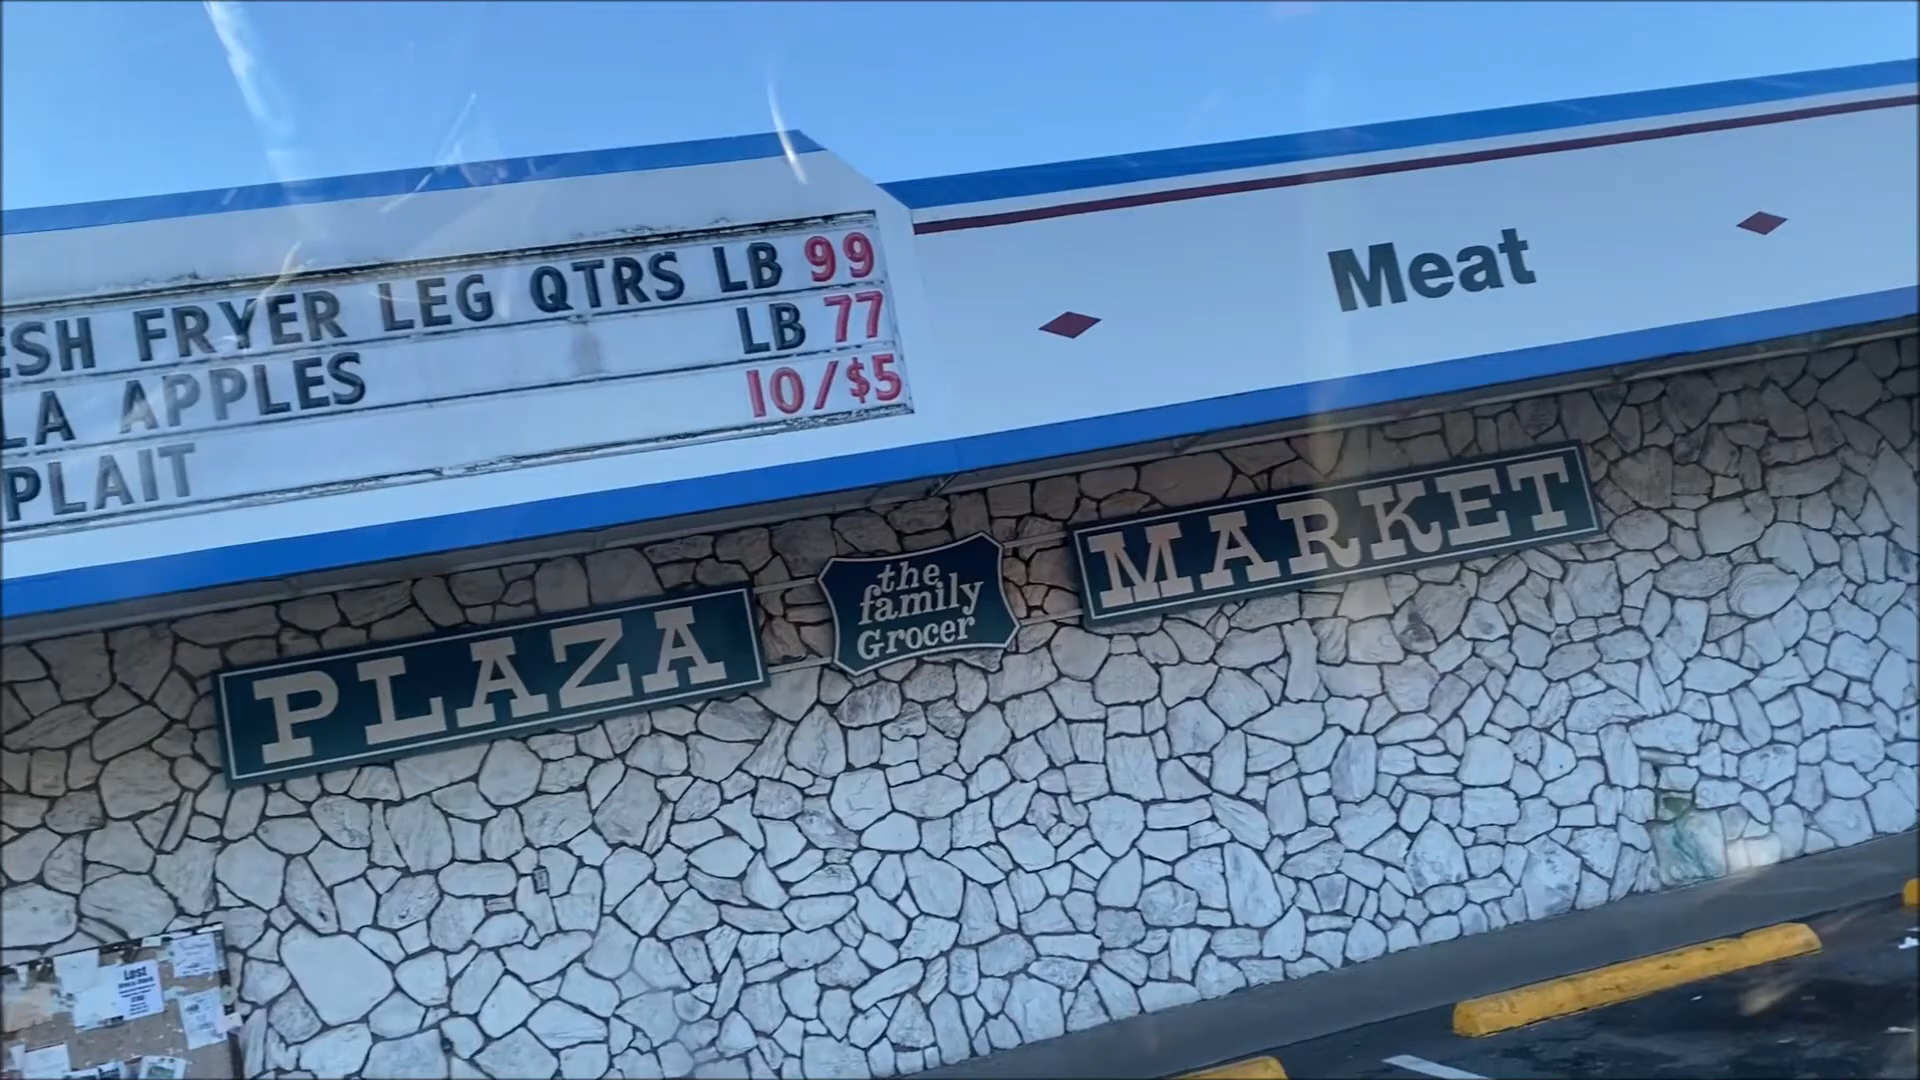 ESH FRYER LEG QTRS LB 99
LA APPLES LB 77
PLAIT 10/$5
Meat
PLAZA
the
family
Grocer
MARKET
Lost